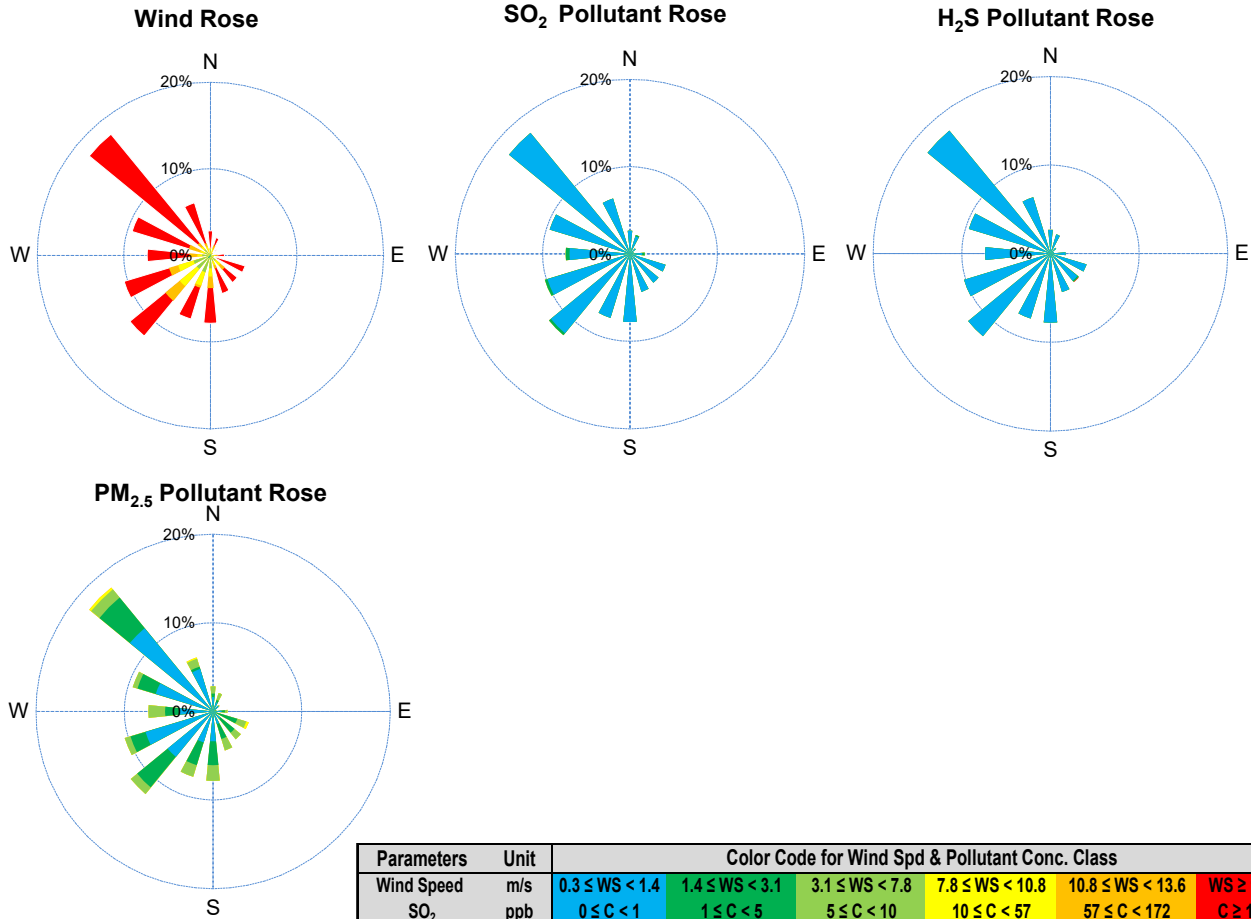 Wind Rose
N
20%
10%
0%
W
E
S
SO2 Pollutant Rose
N
20%
10%
0%
W
E
S
H2S Pollutant Rose
N
20%
10%
0%
W
E
S
PM2.5 Pollutant Rose
N
20%
10%
0%
W
E
S
Parameters Unit Color Code for Wind Spd & Pollutant Conc. Class
Wind Speed m/s 0.3 ≤ WS < 1.4 1.4 ≤ WS < 3.1 3.1 ≤ WS < 7.8 7.8 ≤ WS < 10.8 10.8 ≤ WS < 13.6 WS ≥
SO2 ppb 0 ≤ C < 1 1 ≤ C < 5 5 ≤ C < 10 10 ≤ C < 57 57 ≤ C < 172 C ≥